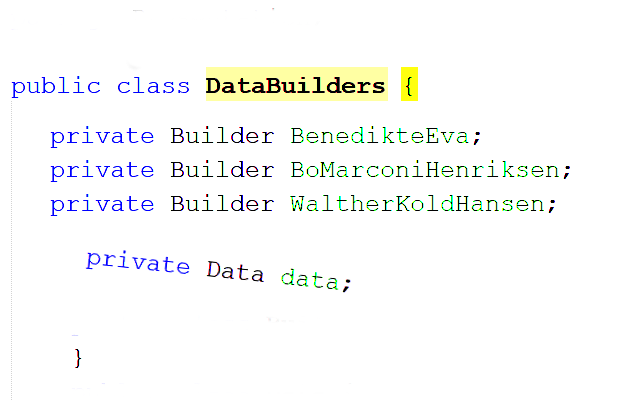 public class DataBuilders {
private Builder BenedikteEva;
private Builder BoMarconiHenriksen;
private Builder WaltherKoldHansen;
private Data data;
}